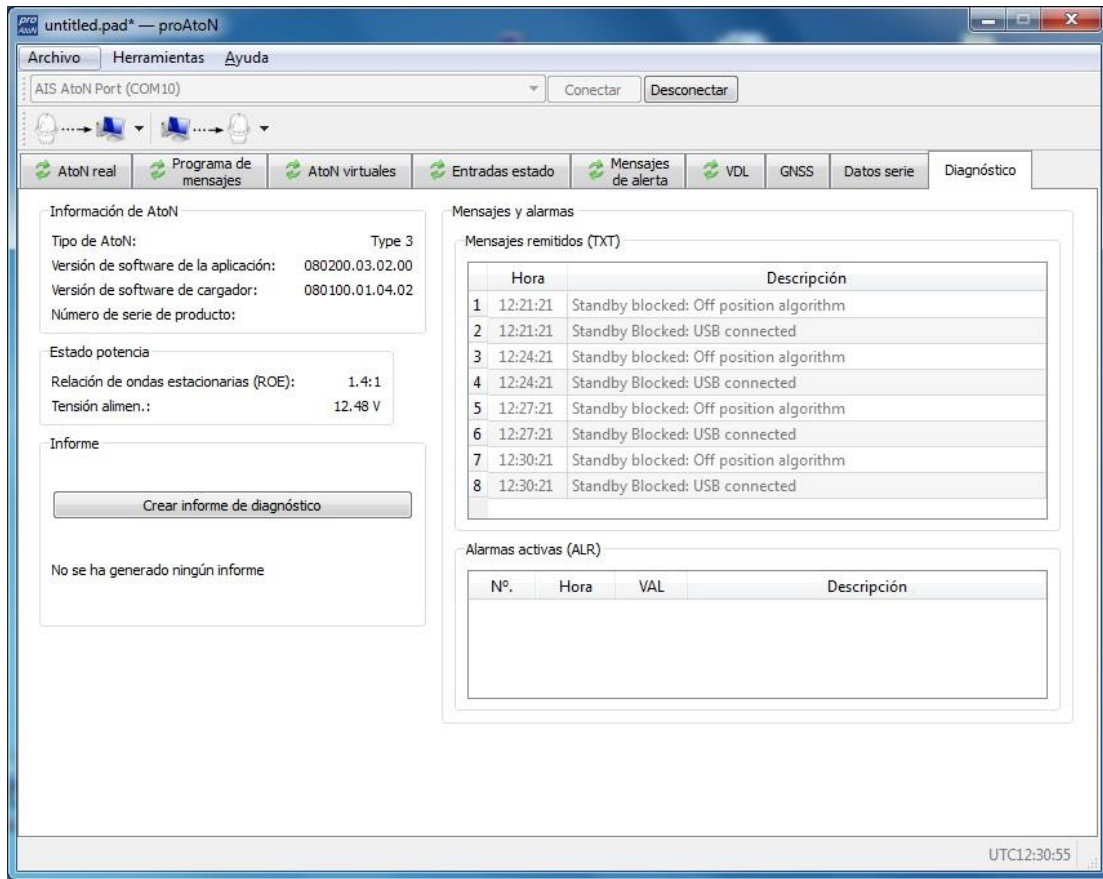 pro AtoN untitled.pad* — proAtoN
Archivo Herramientas Ayuda
AIS AtoN Port (COM10) Conectar Desconectar
AtoN real
Programa de
mensajes
AtoN virtuales
Entradas estado
Mensajes
de alerta
VDL
GNSS
Datos serie
Diagnóstico
Información de AtoN
Tipo de AtoN: Type 3
Versión de software de la aplicación: 080200.03.02.00
Versión de software de cargador: 080100.01.04.02
Número de serie de producto:
Estado potencia
Relación de ondas estacionarias (ROE): 1.4:1
Tensión alimen.: 12.48 V
Informe
Crear informe de diagnóstico
No se ha generado ningún informe
Mensajes y alarmas
Mensajes remitidos (TXT)
Hora Descripción
1 12:21:21 Standby blocked: Off position algorithm
2 12:21:21 Standby Blocked: USB connected
3 12:24:21 Standby blocked: Off position algorithm
4 12:24:21 Standby Blocked: USB connected
5 12:27:21 Standby blocked: Off position algorithm
6 12:27:21 Standby Blocked: USB connected
7 12:30:21 Standby blocked: Off position algorithm
8 12:30:21 Standby Blocked: USB connected
Alarmas activas (ALR)
Nº. Hora VAL Descripción
UTC12:30:55